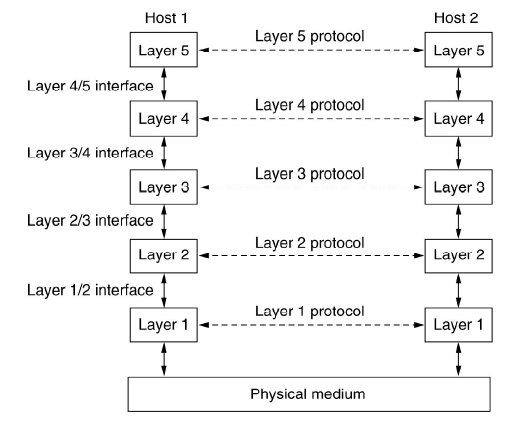 Host 1 Host 2
Layer 5 Layer 5 protocol Layer 5
Layer 4/5 interface
Layer 4 Layer 4 protocol Layer 4
Layer 3/4 interface
Layer 3 Layer 3 protocol Layer 3
Layer 2/3 interface
Layer 2 Layer 2 protocol Layer 2
Layer 1/2 interface
Layer 1 Layer 1 protocol Layer 1
Physical medium